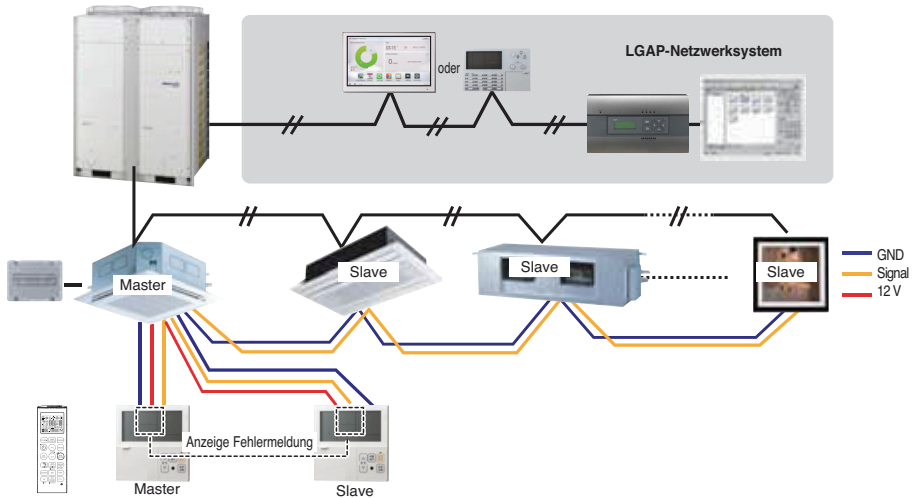 LGAP-Netzwerksystem
oder
Master
Slave
Slave
Slave
GND
Signal
12 V
Anzeige Fehlermeldung
Master
Slave